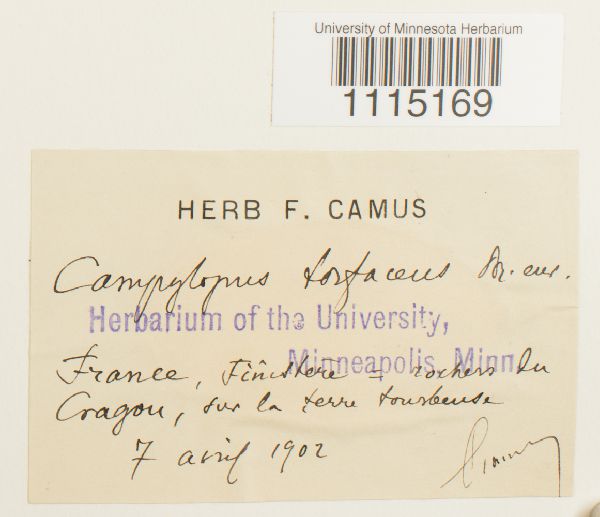 University of Minnesota Herbarium
1115169
HERB F. CAMUS
Campylopus torfaceus Br. eur.
Herbarium of the University,
Minneapolis, Minn.
France, Finistere = rochers du
Cragou, sur la terre tourbeuse
7 avril 1902